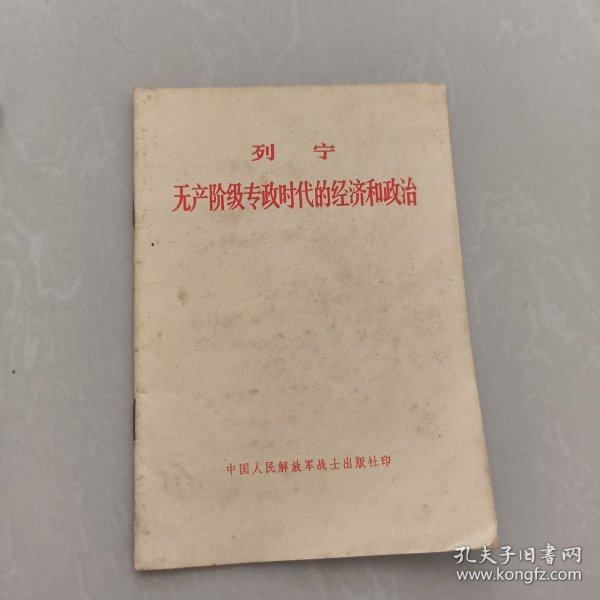 列 宁
无产阶级专政时代的经济和政治
中国人民解放军战士出版社印
孔夫子旧書网
www.kongfz.com